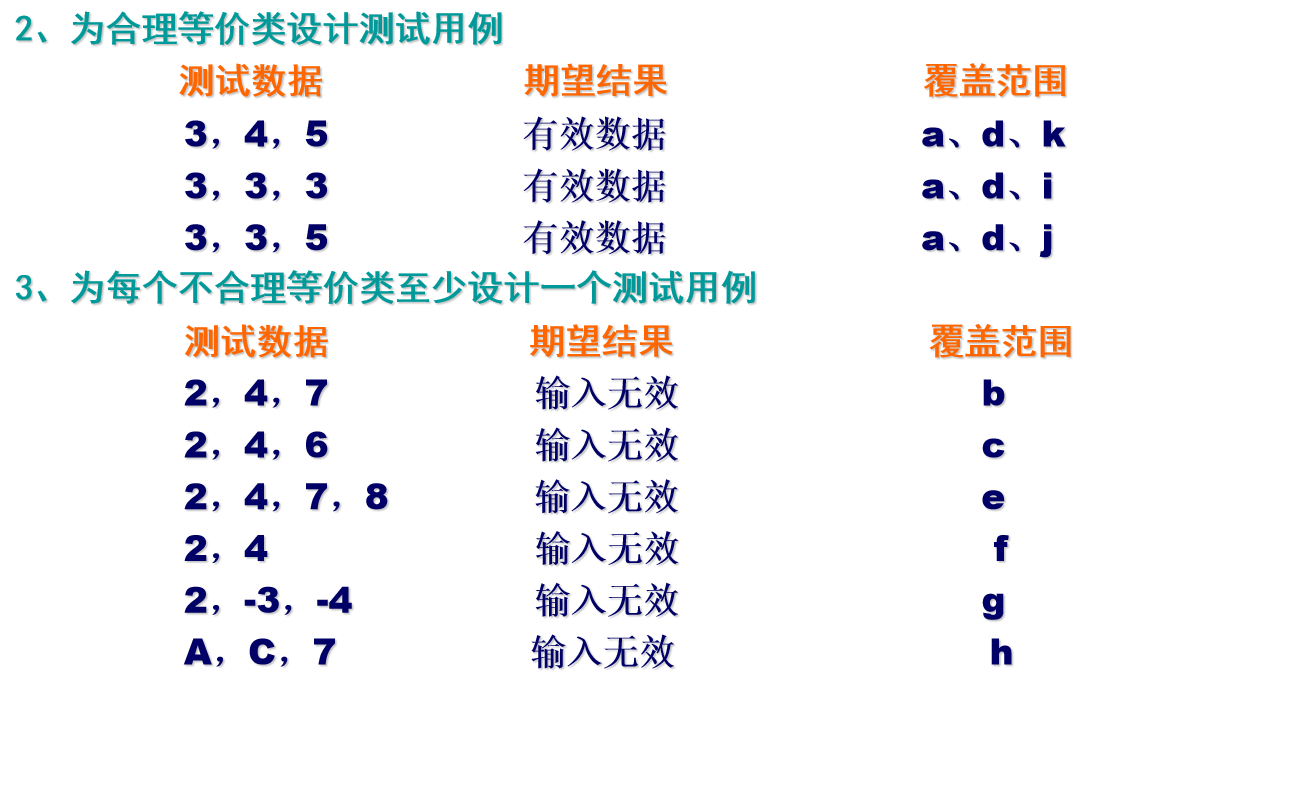 2、为合理等价类设计测试用例
测试数据 期望结果 覆盖范围
3，4，5 有效数据 a、d、k
3，3，3 有效数据 a、d、i
3，3，5 有效数据 a、d、j
3、为每个不合理等价类至少设计一个测试用例
测试数据 期望结果 覆盖范围
2，4，7 输入无效 b
2，4，6 输入无效 c
2，4，7，8 输入无效 e
2，4 输入无效 f
2，-3，-4 输入无效 g
A，C，7 输入无效 h